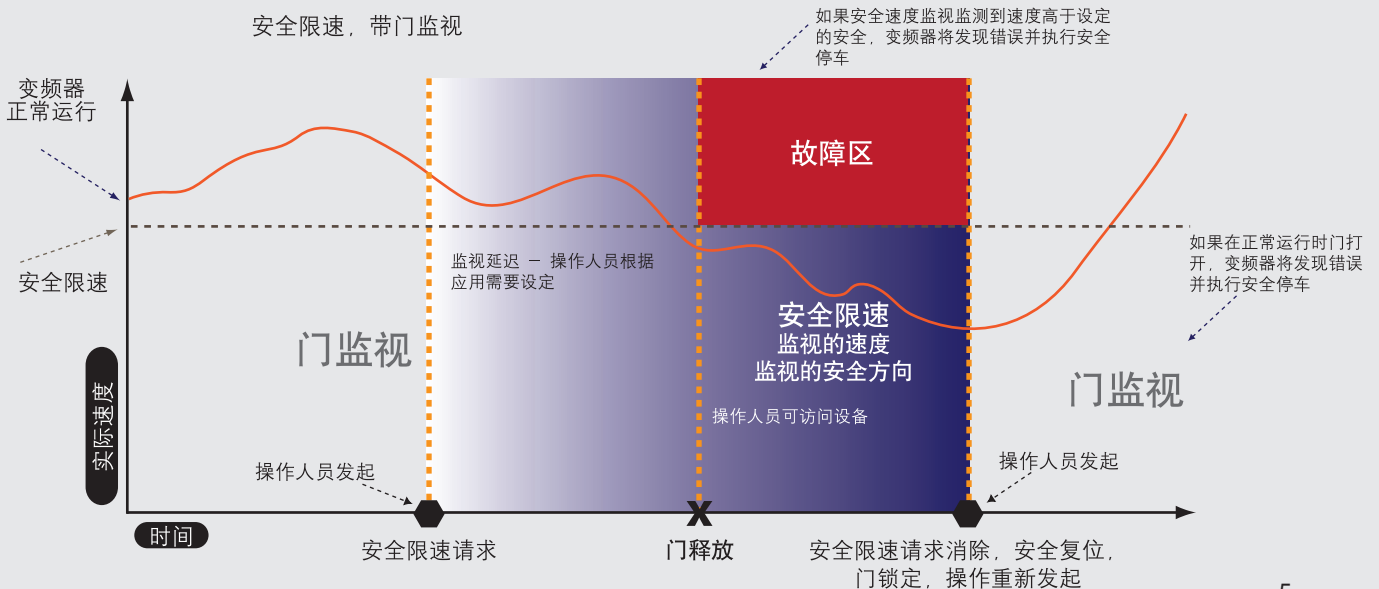 安全限速，带门监视
如果安全速度监视监测到速度高于设定
的安全，变频器将发现错误并执行安全
停车
变频器
正常运行
故障区
安全限速
监视延迟 － 操作人员根据
应用需要设定
如果在正常运行时门打
开，变频器将发现错误
并执行安全停车
安全限速
监视的速度
监视的安全方向
门监视
门监视
操作人员可访问设备
实际速度
操作人员发起
操作人员发起
时间
X
安全限速请求
门释放
安全限速请求消除，安全复位，
门锁定，操作重新发起